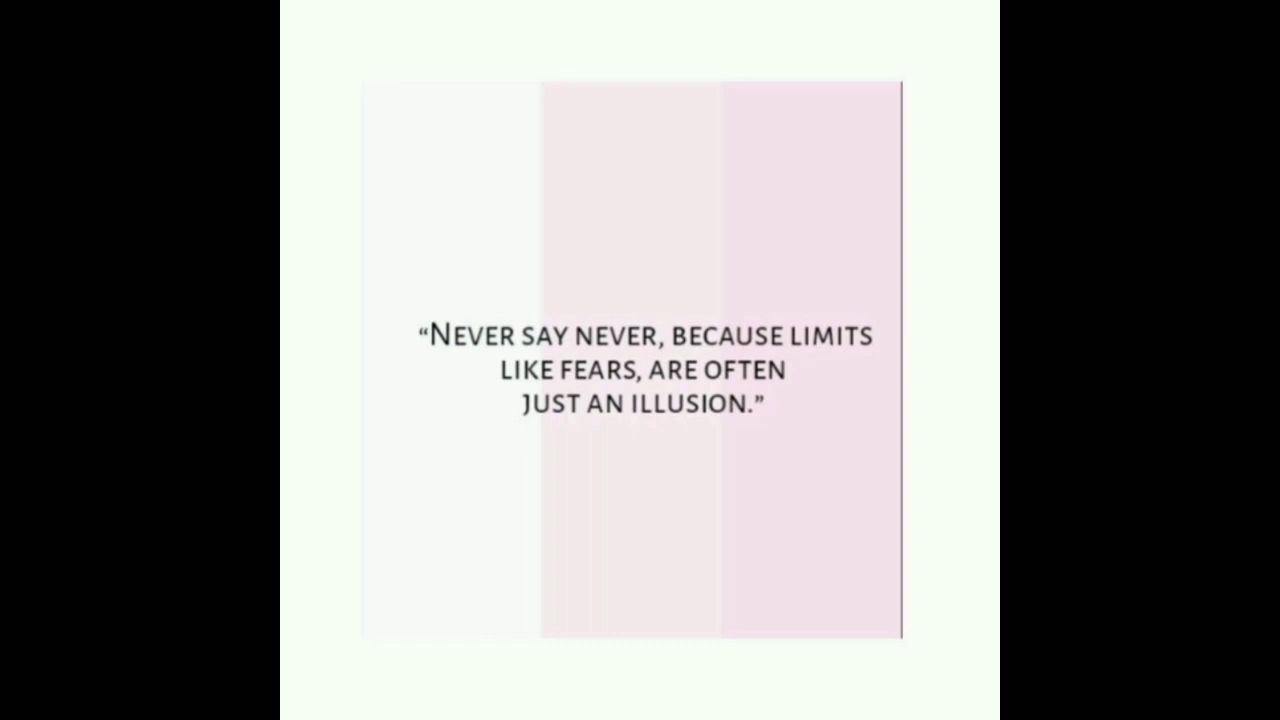 “Never say never, because limits
like fears, are often
just an illusion.”